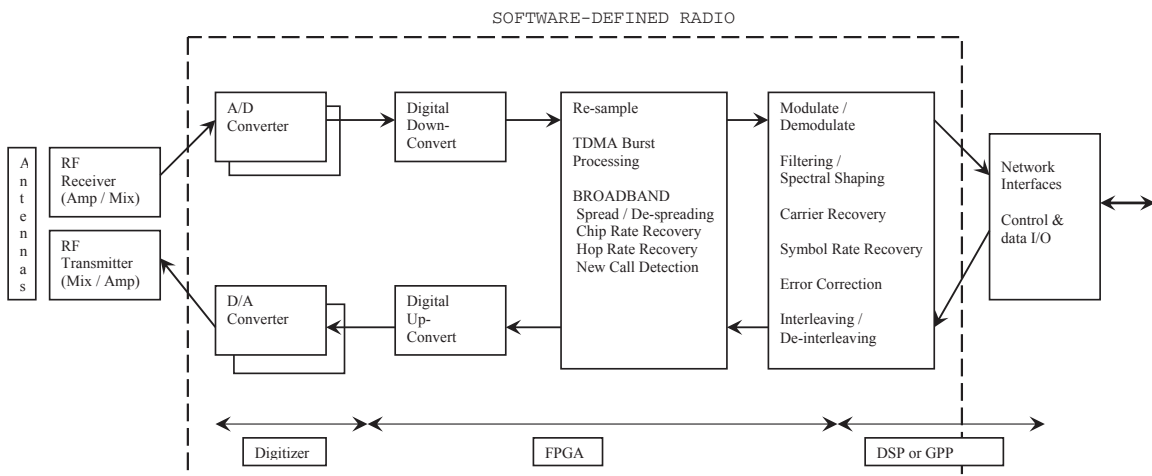 SOFTWARE-DEFINED RADIO
Antennas
RF
Receiver
(Amp / Mix)
RF
Transmitter
(Mix / Amp)
A/D
Converter
D/A
Converter
Digital
Down-
Convert
Digital
Up-
Convert
Re-sample
TDMA Burst
Processing
BROADBAND
Spread / De-spreading
Chip Rate Recovery
Hop Rate Recovery
New Call Detection
Modulate /
Demodulate
Filtering /
Spectral Shaping
Carrier Recovery
Symbol Rate Recovery
Error Correction
Interleaving /
De-interleaving
Network
Interfaces
Control &
data I/O
Digitizer
FPGA
DSP or GPP